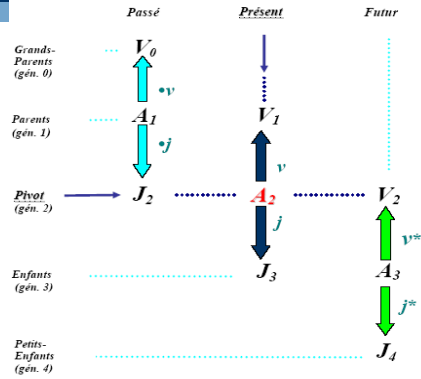 Passé Présent Futur
Grands-
Parents
(gén. 0)
V0
•v
Parents
(gén. 1)
A1 V1
•j
v
Pivot
(gén. 2)
J2 A2 V2
j
v*
Enfants
(gén. 3)
J3 A3
j*
Petits-
Enfants
(gén. 4)
J4